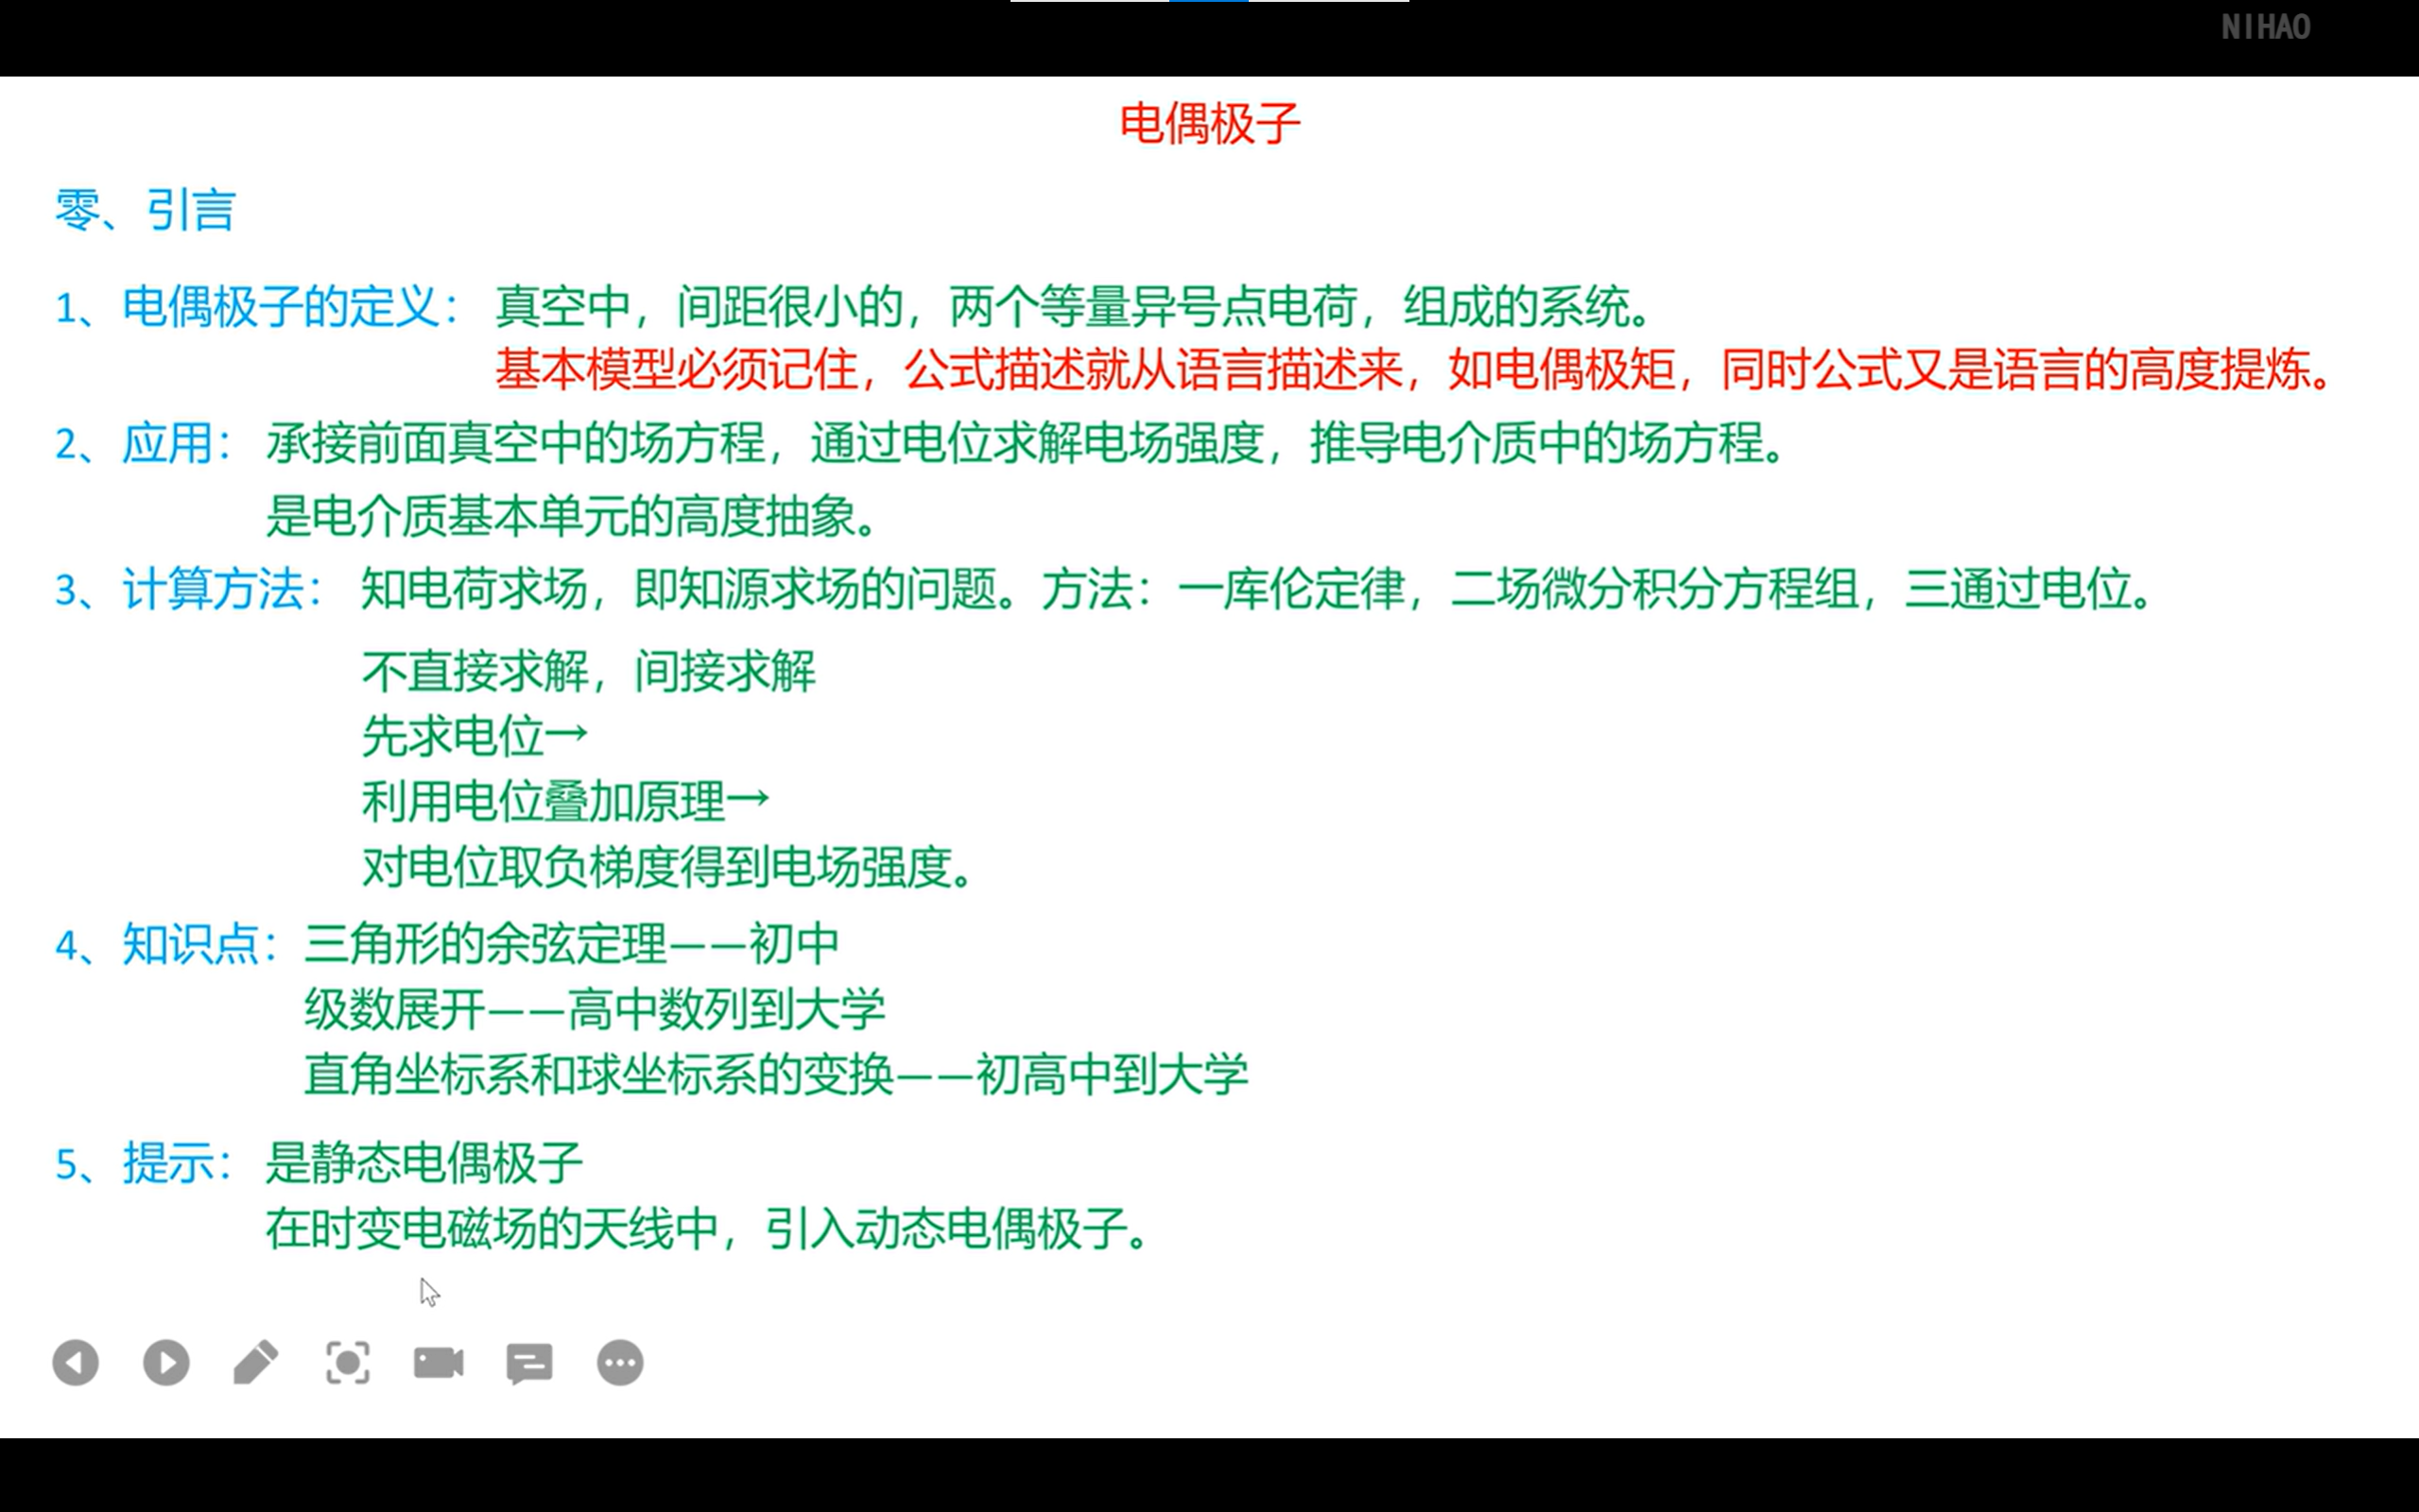 NIHAO
电偶极子
零、引言
1、电偶极子的定义：真空中，间距很小的，两个等量异号点电荷，组成的系统。
基本模型必须记住，公式描述就从语言描述来，如电偶极矩，同时公式又是语言的高度提炼。
2、应用：承接前面真空中的场方程，通过电位求解电场强度，推导电介质中的场方程。
是电介质基本单元的高度抽象。
3、计算方法：知电荷求场，即知源求场的问题。方法：一库伦定律，二场微分积分方程组，三通过电位。
不直接求解，间接求解
先求电位→
利用电位叠加原理→
对电位取负梯度得到电场强度。
4、知识点：三角形的余弦定理——初中
级数展开——高中数列到大学
直角坐标系和球坐标系的变换——初高中到大学
5、提示：是静态电偶极子
在时变电磁场的天线中，引入动态电偶极子。